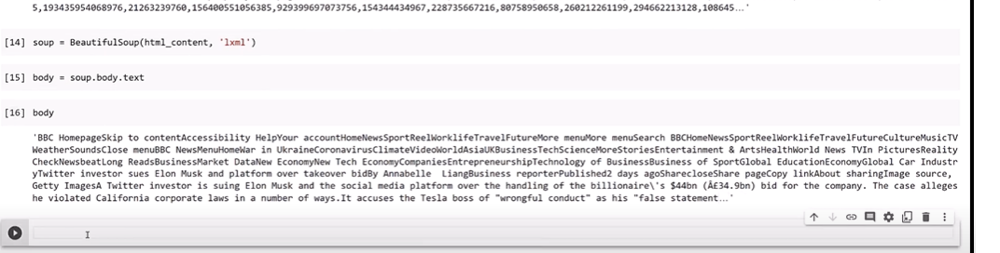 5,193435954068976,21263239760,156400551056385,929399697073756,154344434967,228735667216,80758950658,260212261199,294662213128,108645…'
[14] soup = BeautifulSoup(html_content, 'lxml')
[15] body = soup.body.text
[16] body
'BBC HomepageSkip to contentAccessibility HelpYour accountHomeNewsSportReelWorklifeTravelFutureMore menuMore menuSearch BBCHomeNewsSportReelWorklifeTravelFutureCultureMusicTV
WeatherSoundsClose menuBBC NewsMenuHomeWar in UkraineCoronavirusClimateVideoWorldAsiaUKBusinessTechScienceMoreStoriesEntertainment & ArtsHealthWorld News TVIn PicturesReality
CheckNewsbeatLong ReadsBusinessMarket DataNew EconomyNew Tech EconomyCompaniesEntrepreneurshipTechnology of BusinessBusiness of SportGlobal EducationEconomyGlobal Car Industr
yTwitter investor sues Elon Musk and platform over takeover bidBy Annabelle LiangBusiness reporterPublished2 days agoSharecloseShare pageCopy linkAbout sharingImage source,
Getty ImagesA Twitter investor is suing Elon Musk and the social media platform over the handling of the billionaire\'s $44bn (Â£34.9bn) bid for the company. The case alleges
he violated California corporate laws in a number of ways.It accuses the Tesla boss of "wrongful conduct" as his "false statement…'